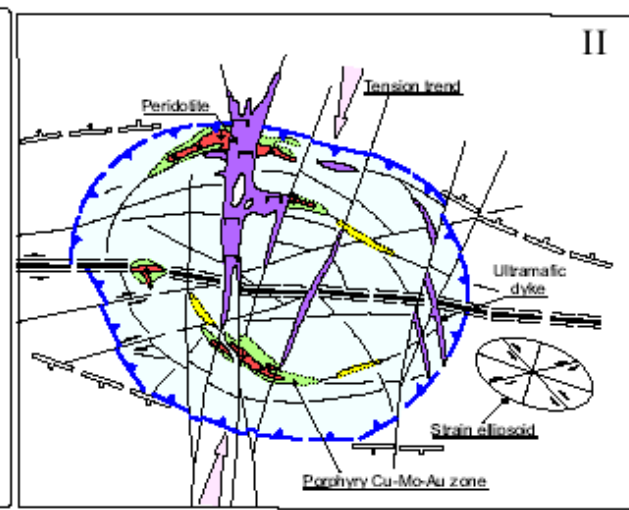 II
Tension trend
Peridotite
Ultramafic
dyke
Strain ellipsoid
Porphyry Cu-Mo-Au zone